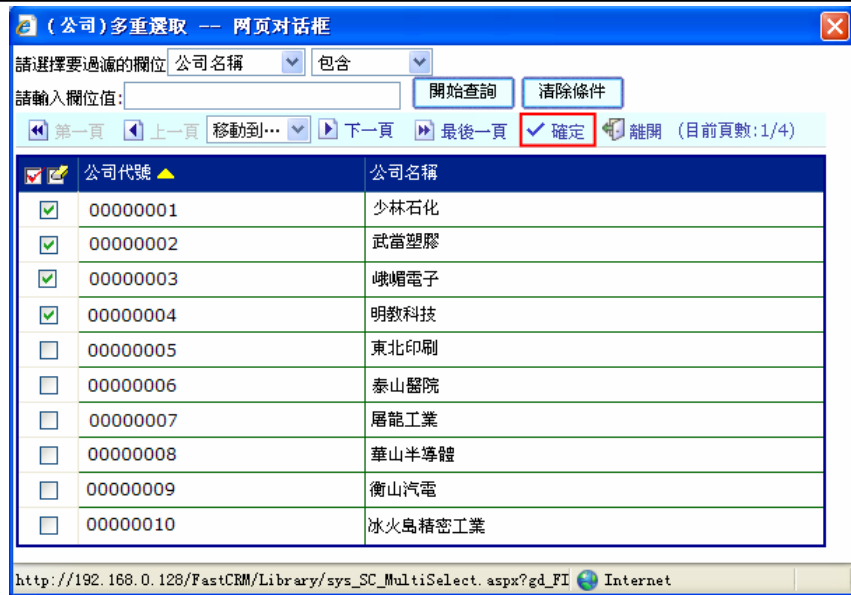 (公司)多重選取 -- 网页对话框
請選擇要過濾的欄位 公司名稱 包含
請輸入欄位值: 開始查詢 清除條件
第一頁 上一頁 移動到… 下一頁 最後一頁 確定 離開 (目前頁數:1/4)
公司代號 公司名稱
00000001 少林石化
00000002 武當塑膠
00000003 峨嵋電子
00000004 明教科技
00000005 東北印刷
00000006 泰山醫院
00000007 屠龍工業
00000008 華山半導體
00000009 衡山汽電
00000010 冰火島精密工業
http://192.168.0.128/FastCRM/Library/sys_SC_MultiSelect.aspx?gd_FI Internet